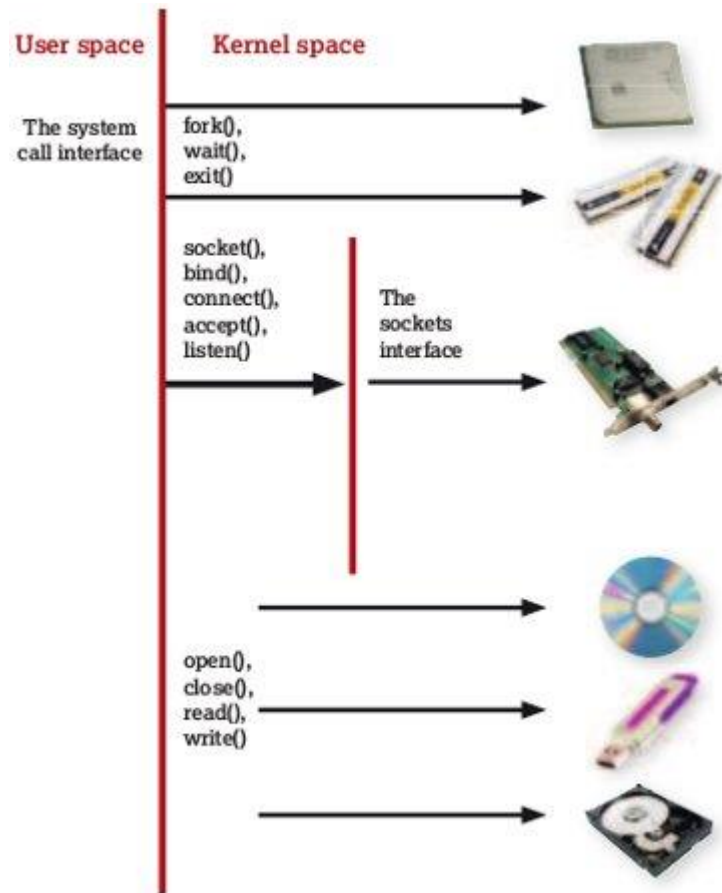 User space
Kernel space
The system
call interface
fork(),
wait(),
exit()
socket(),
bind(),
connect(),
accept(),
listen()
The
sockets
interface
open(),
close(),
read(),
write()